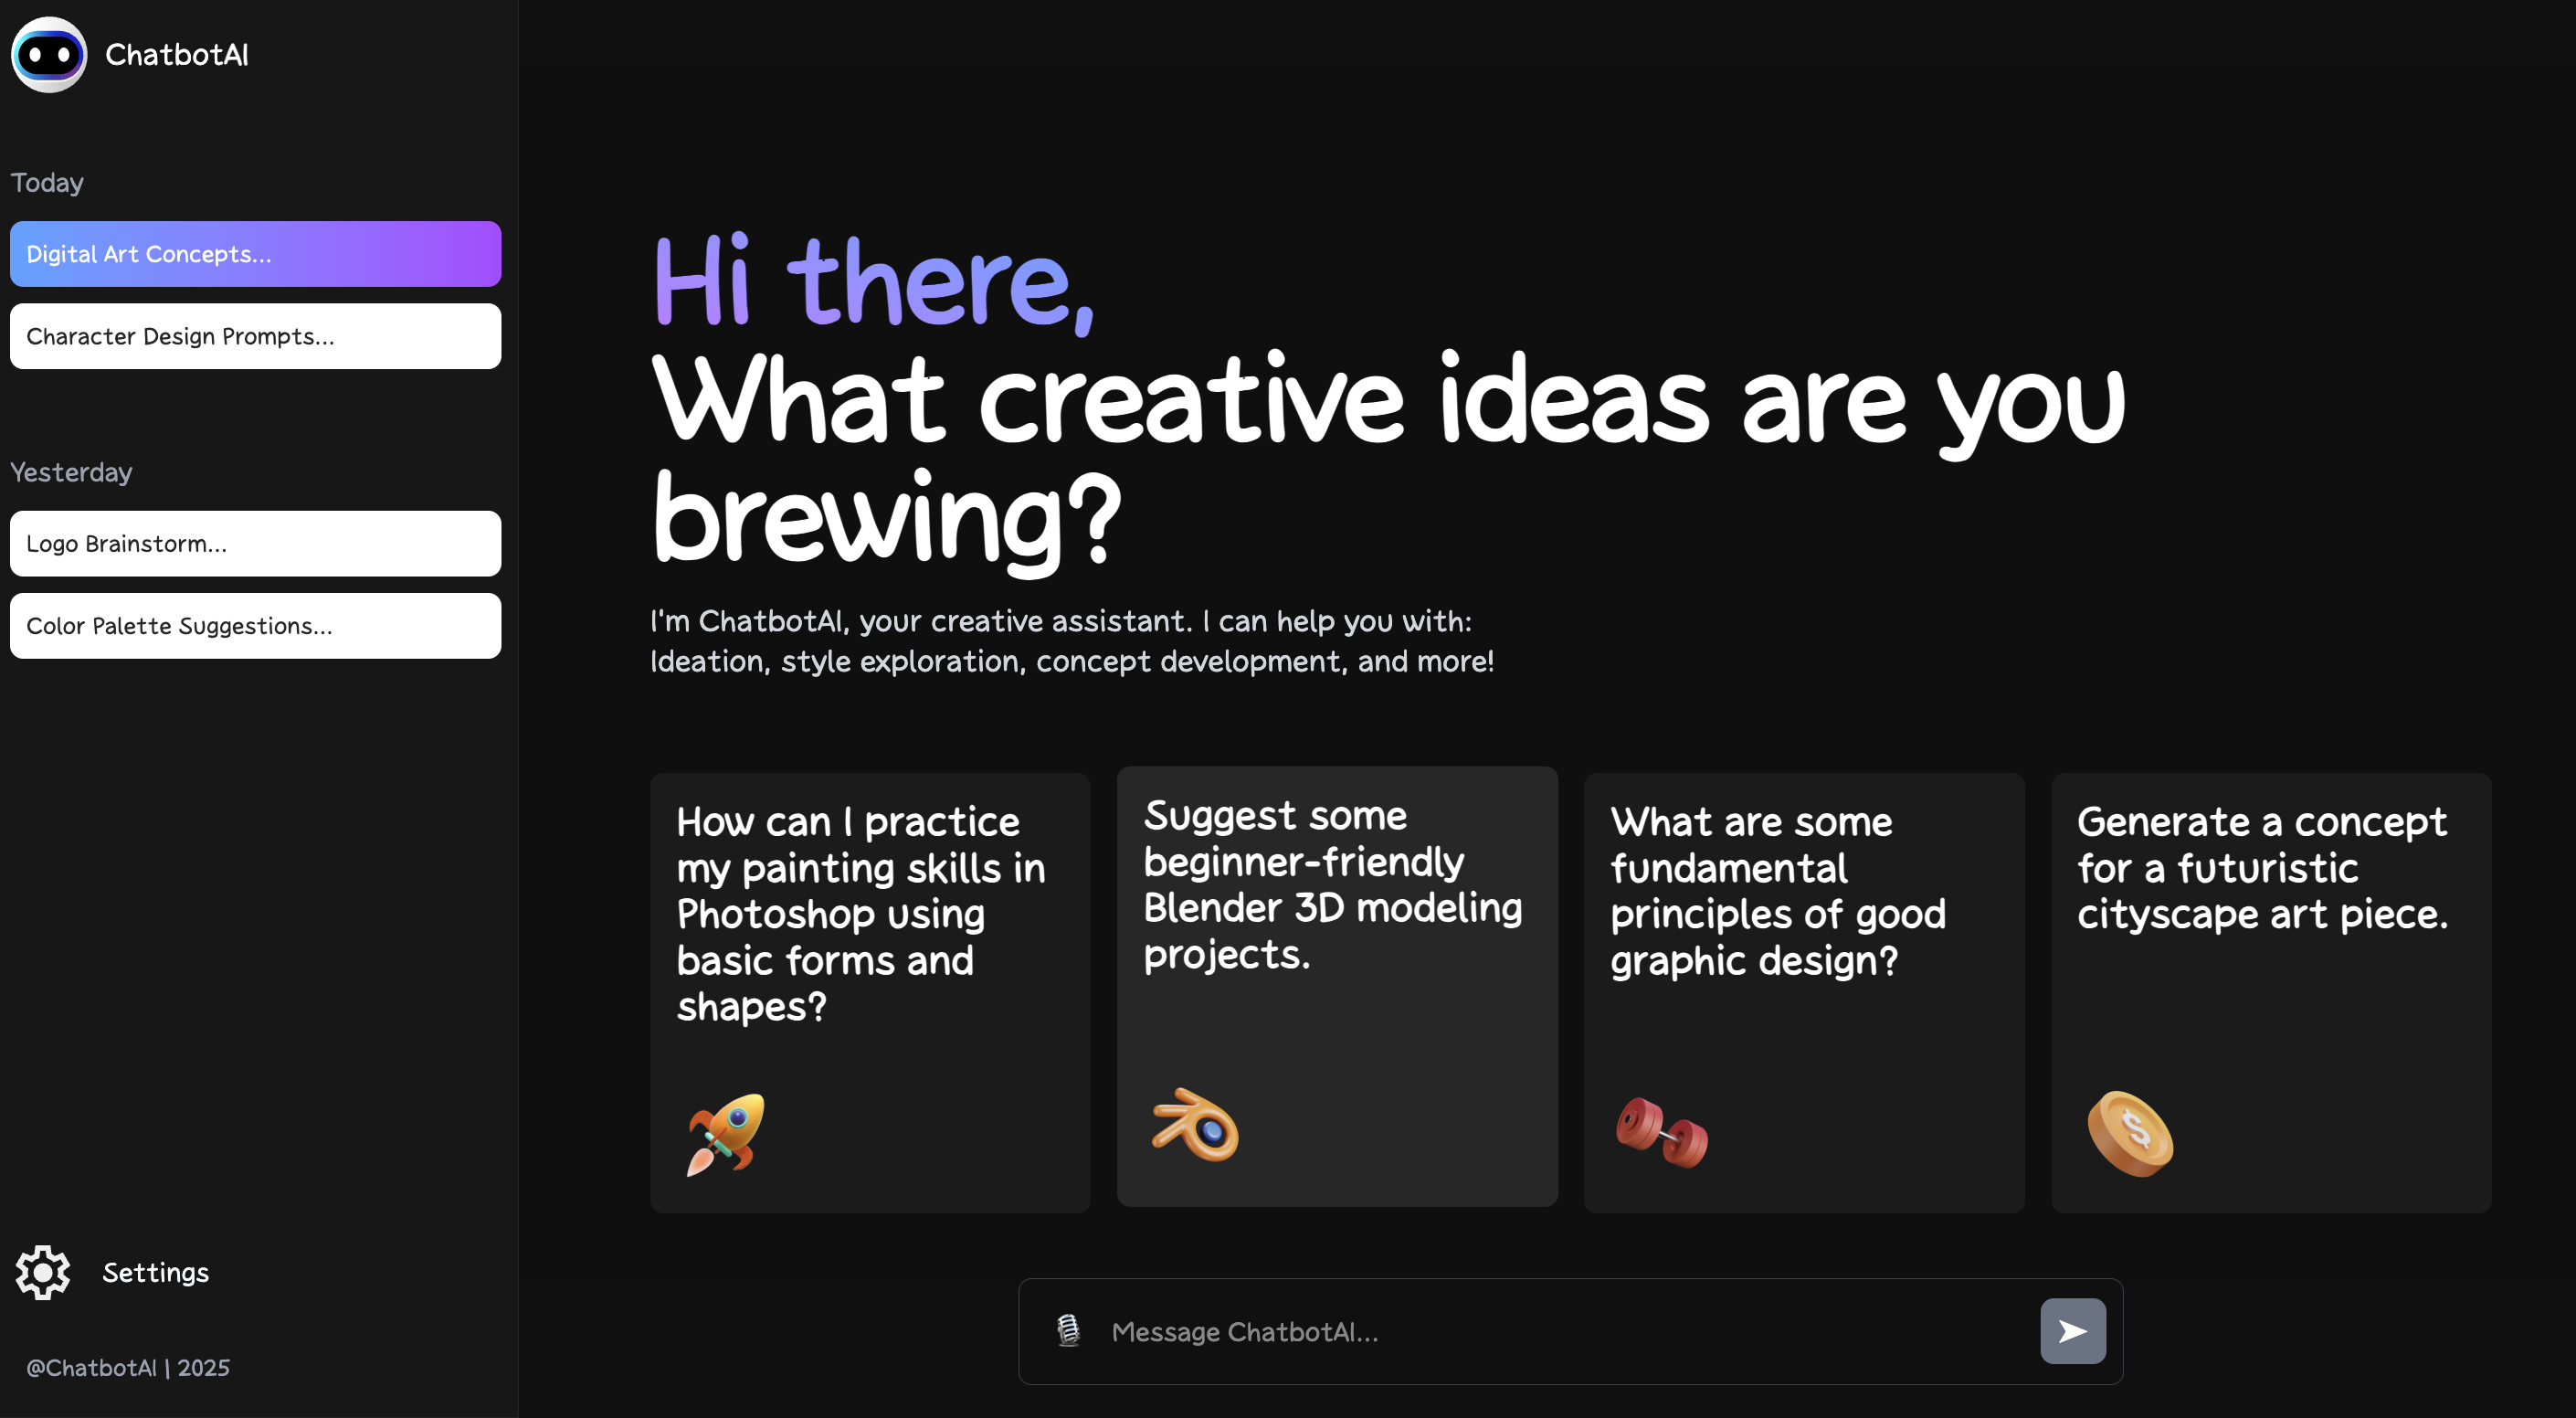 ChatbotAI
Today
Digital Art Concepts...
Character Design Prompts...
Yesterday
Logo Brainstorm...
Color Palette Suggestions...
Settings
@ChatbotAI | 2025
Hi there,
What creative ideas are you
brewing?
I'm ChatbotAI, your creative assistant. I can help you with:
Ideation, style exploration, concept development, and more!
How can I practice
my painting skills in
Photoshop using
basic forms and
shapes?
Suggest some
beginner-friendly
Blender 3D modeling
projects.
What are some
fundamental
principles of good
graphic design?
Generate a concept
for a futuristic
cityscape art piece.
$
Message ChatbotAI...